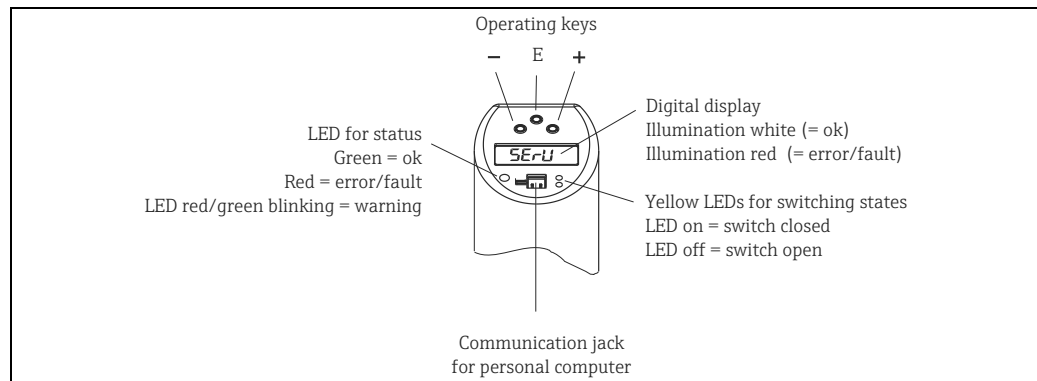 Operating keys
– E +
Digital display
Illumination white (= ok)
Illumination red (= error/fault)
LED for status
Green = ok
Red = error/fault
LED red/green blinking = warning
SErU
Yellow LEDs for switching states
LED on = switch closed
LED off = switch open
Communication jack
for personal computer